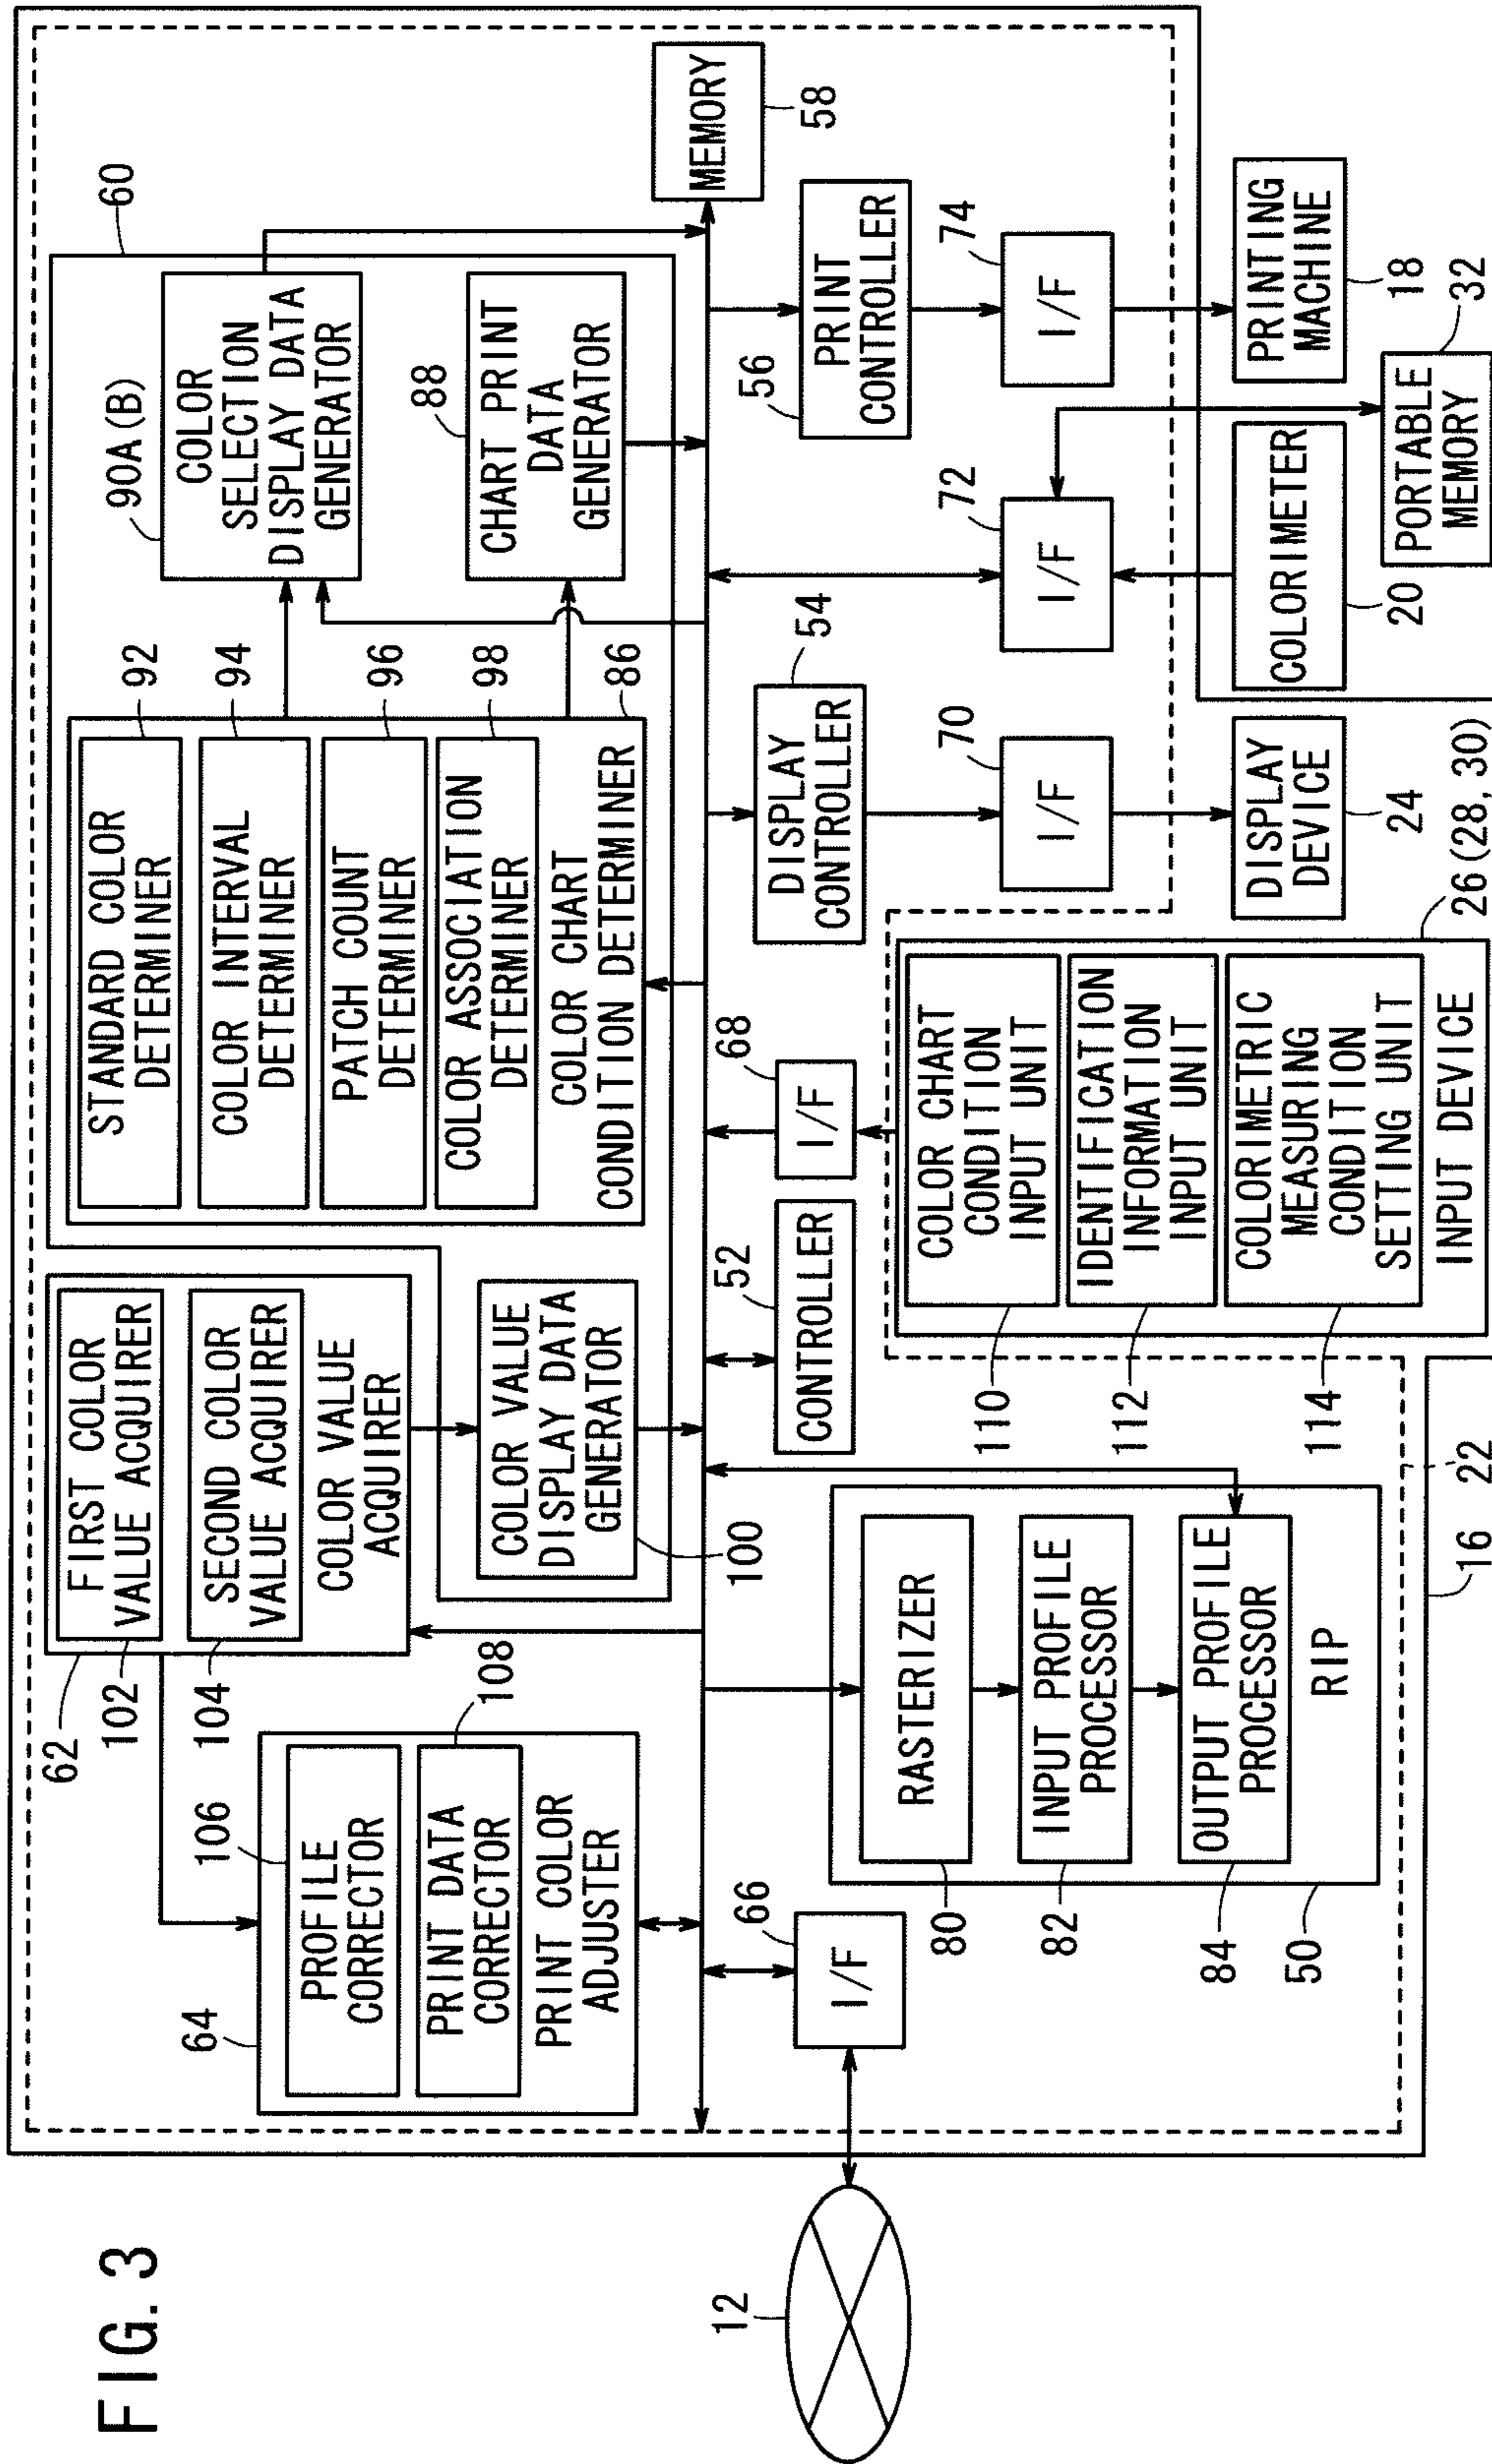 FIG. 3
60
62
102
104
FIRST COLOR
VALUE ACQUIRER
SECOND COLOR
VALUE ACQUIRER
COLOR VALUE
ACQUIRER
64
106
PROFILE
CORRECTOR
108
PRINT DATA
CORRECTOR
PRINT COLOR
ADJUSTER
COLOR VALUE
DISPLAY DATA
GENERATOR
100
STANDARD COLOR
DETERMINER
92
COLOR INTERVAL
DETERMINER
94
PATCH COUNT
DETERMINER
96
COLOR ASSOCIATION
DETERMINER
98
COLOR CHART
CONDITION DETERMINER
86
90A(B)
COLOR
SELECTION
DISPLAY DATA
GENERATOR
88
CHART PRINT
DATA
GENERATOR
MEMORY
58
12
66
I/F
RASTERIZER
80
INPUT PROFILE
PROCESSOR
82
OUTPUT PROFILE
PROCESSOR
84
RIP
50
52
CONTROLLER
68
I/F
54
DISPLAY
CONTROLLER
56
PRINT
CONTROLLER
70
I/F
72
I/F
74
I/F
COLOR CHART
CONDITION
INPUT UNIT
110
IDENTIFICATION
INFORMATION
INPUT UNIT
112
COLORIMETRIC
MEASURING
CONDITION
SETTING UNIT
114
INPUT DEVICE
26(28, 30)
DISPLAY
DEVICE
24
COLORIMETER
20
PRINTING
MACHINE
18
PORTABLE
MEMORY
32
16
22